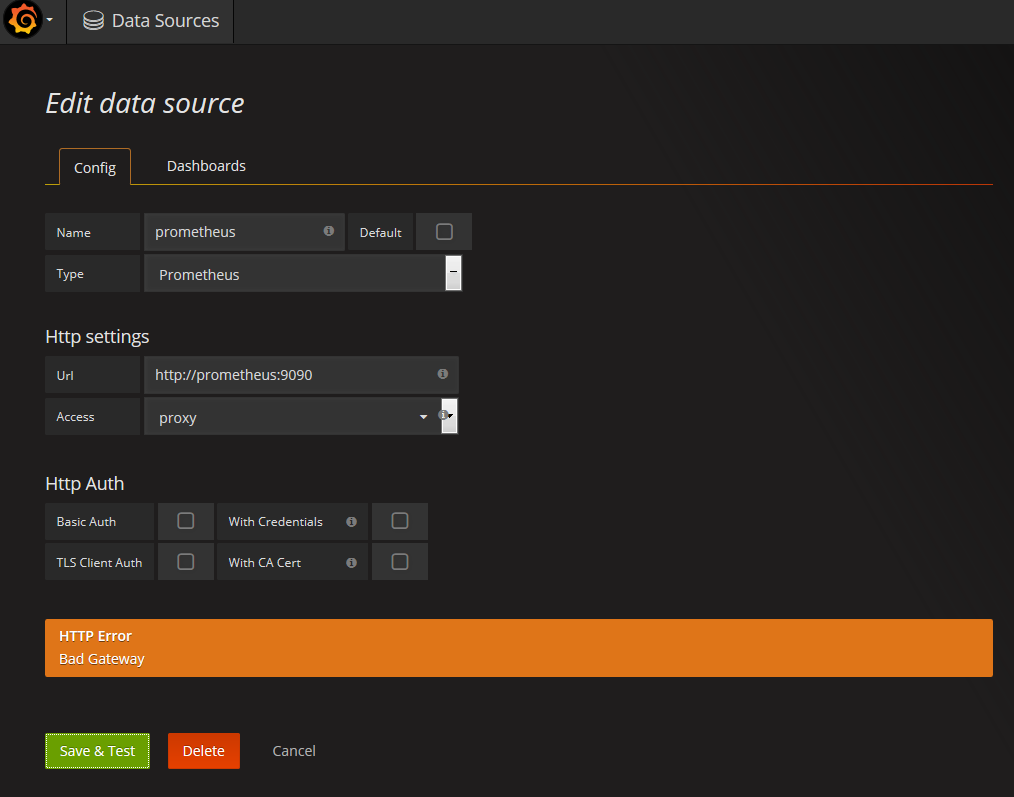 Data Sources
Edit data source
Config Dashboards
Name prometheus Default
Type Prometheus
Http settings
Url http://prometheus:9090
Access proxy
Http Auth
Basic Auth With Credentials
TLS Client Auth With CA Cert
HTTP Error
Bad Gateway
Save & Test Delete Cancel